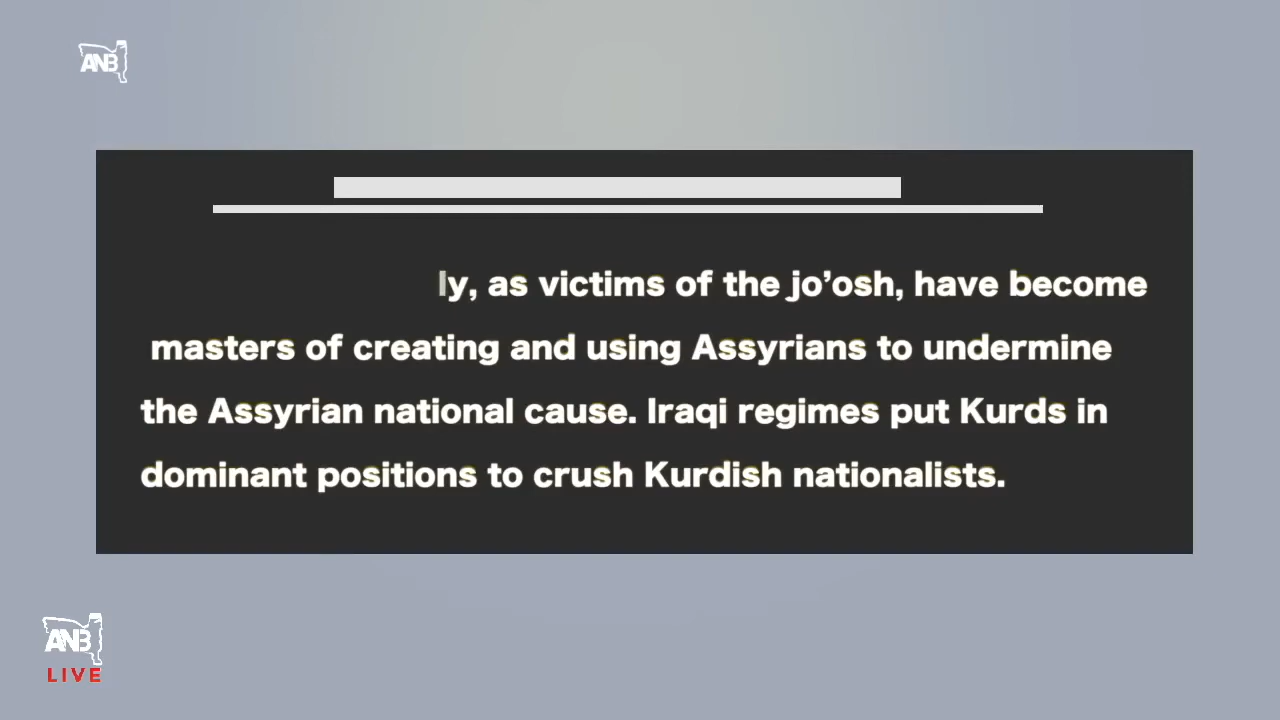 ANB
ly, as victims of the jo’osh, have become
masters of creating and using Assyrians to undermine
the Assyrian national cause. Iraqi regimes put Kurds in
dominant positions to crush Kurdish nationalists.
ANB
LIVE